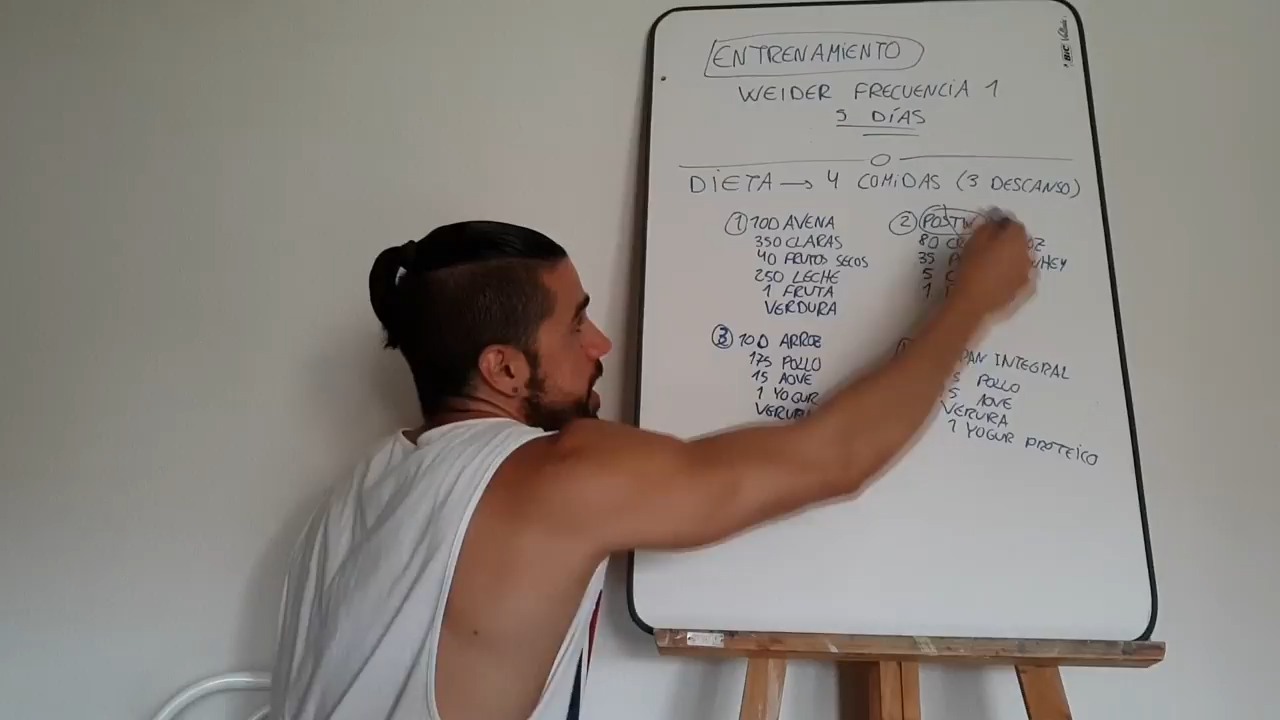 BIC
ENTRENAMIENTO
WEIDER FRECUENCIA 1
5 DÍAS
DIETA → 4 COMIDAS (3 DESCANSO)
① 100 AVENA
350 CLARAS
40 FRUTOS SECOS
250 LECHE
1 FRUTA
VERDURA
②
80
35 WHEY
5
1
③ 100 ARROZ
175 POLLO
15 AOVE
1 YOGUR
PAN INTEGRAL
POLLO
AOVE
VERURA
1 YOGUR PROTEICO